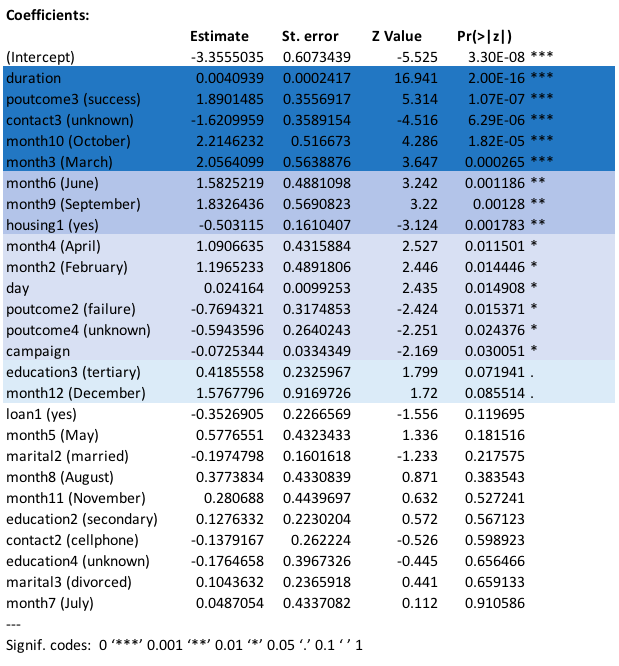 Coefficients:
Estimate St. error Z Value Pr(>|z|)
(Intercept) -3.3555035 0.6073439 -5.525 3.30E-08 ***
duration 0.0040939 0.0002417 16.941 2.00E-16 ***
poutcome3 (success) 1.8901485 0.3556917 5.314 1.07E-07 ***
contact3 (unknown) -1.6209959 0.3589154 -4.516 6.29E-06 ***
month10 (October) 2.2146232 0.516673 4.286 1.82E-05 ***
month3 (March) 2.0564099 0.5638876 3.647 0.000265 ***
month6 (June) 1.5825219 0.4881098 3.242 0.001186 **
month9 (September) 1.8326436 0.5690823 3.22 0.00128 **
housing1 (yes) -0.503115 0.1610407 -3.124 0.001783 **
month4 (April) 1.0906635 0.4315884 2.527 0.011501 *
month2 (February) 1.1965233 0.4891806 2.446 0.014446 *
day 0.024164 0.0099253 2.435 0.014908 *
poutcome2 (failure) -0.7694321 0.3174853 -2.424 0.015371 *
poutcome4 (unknown) -0.5943596 0.2640243 -2.251 0.024376 *
campaign -0.0725344 0.0334349 -2.169 0.030051 *
education3 (tertiary) 0.4185558 0.2325967 1.799 0.071941 .
month12 (December) 1.5767796 0.9169726 1.72 0.085514 .
loan1 (yes) -0.3526905 0.2266569 -1.556 0.119695
month5 (May) 0.5776551 0.4323433 1.336 0.181516
marital2 (married) -0.1974798 0.1601618 -1.233 0.217575
month8 (August) 0.3773834 0.4330839 0.871 0.383543
month11 (November) 0.280688 0.4439697 0.632 0.527241
education2 (secondary) 0.1276332 0.2230204 0.572 0.567123
contact2 (cellphone) -0.1379167 0.262224 -0.526 0.598923
education4 (unknown) -0.1764658 0.3967326 -0.445 0.656466
marital3 (divorced) 0.1043632 0.2365918 0.441 0.659133
month7 (July) 0.0487054 0.4337082 0.112 0.910586
---
Signif. codes: 0 ‘***’ 0.001 ‘**’ 0.01 ‘*’ 0.05 ‘.’ 0.1 ‘ ’ 1